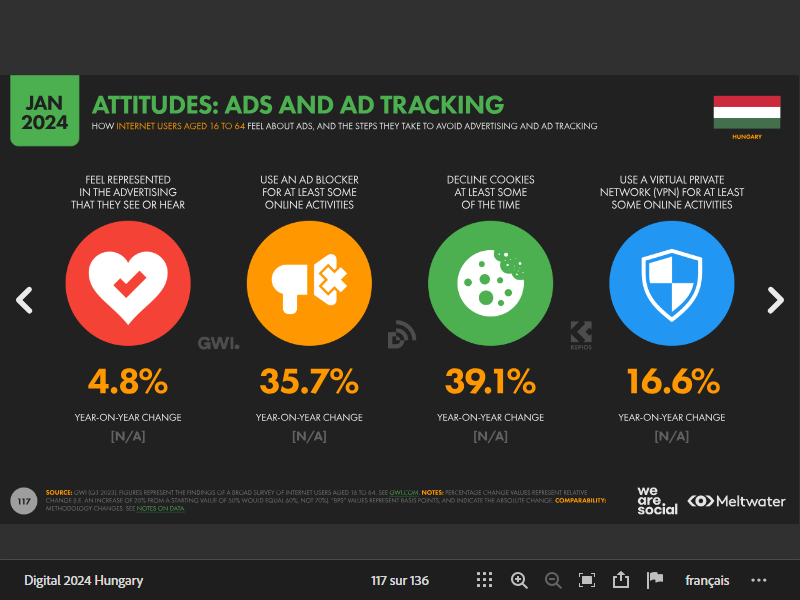 JAN
2024
ATTITUDES: ADS AND AD TRACKING
HOW INTERNET USERS AGED 16 TO 64 FEEL ABOUT ADS, AND THE STEPS THEY TAKE TO AVOID ADVERTISING AND AD TRACKING
HUNGARY
FEEL REPRESENTED
IN THE ADVERTISING
THAT THEY SEE OR HEAR
USE AN AD BLOCKER
FOR AT LEAST SOME
ONLINE ACTIVITIES
DECLINE COOKIES
AT LEAST SOME
OF THE TIME
USE A VIRTUAL PRIVATE
NETWORK (VPN) FOR AT LEAST
SOME ONLINE ACTIVITIES
GWI.
KEPIOS
4.8%
35.7%
39.1%
16.6%
YEAR-ON-YEAR CHANGE
YEAR-ON-YEAR CHANGE
YEAR-ON-YEAR CHANGE
YEAR-ON-YEAR CHANGE
[N/A]
[N/A]
[N/A]
[N/A]
117
SOURCE: GWI (Q3 2023). FIGURES REPRESENT THE FINDINGS OF A BROAD SURVEY OF INTERNET USERS AGED 16 TO 64. SEE GWI.COM. NOTES: PERCENTAGE CHANGE VALUES REPRESENT RELATIVE
CHANGE (I.E. AN INCREASE OF 20% FROM A STARTING VALUE OF 50% WOULD EQUAL 60%, NOT 70%). "BPS" VALUES REPRESENT BASIS POINTS, AND INDICATE THE ABSOLUTE CHANGE. COMPARABILITY:
METHODOLOGY CHANGES. SEE NOTES ON DATA.
we
are.
social
Meltwater
Digital 2024 Hungary
117 sur 136
français